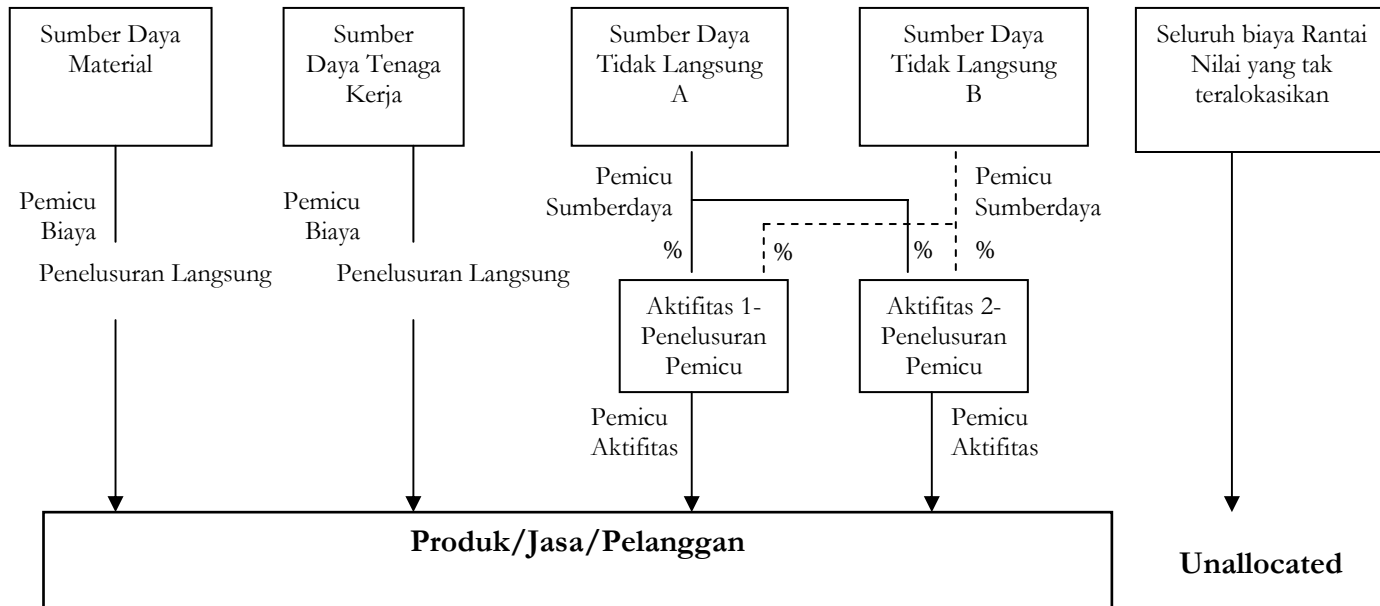 Sumber Daya
Material
Sumber
Daya Tenaga
Kerja
Sumber Daya
Tidak Langsung
A
Sumber Daya
Tidak Langsung
B
Seluruh biaya Rantai
Nilai yang tak
teralokasikan
Pemicu
Biaya
Pemicu
Biaya
Pemicu
Sumberdaya
Pemicu
Sumberdaya
% % % %
Penelusuran Langsung
Penelusuran Langsung
Aktifitas 1-
Penelusuran
Pemicu
Aktifitas 2-
Penelusuran
Pemicu
Pemicu
Aktifitas
Pemicu
Aktifitas
Produk/Jasa/Pelanggan
Unallocated